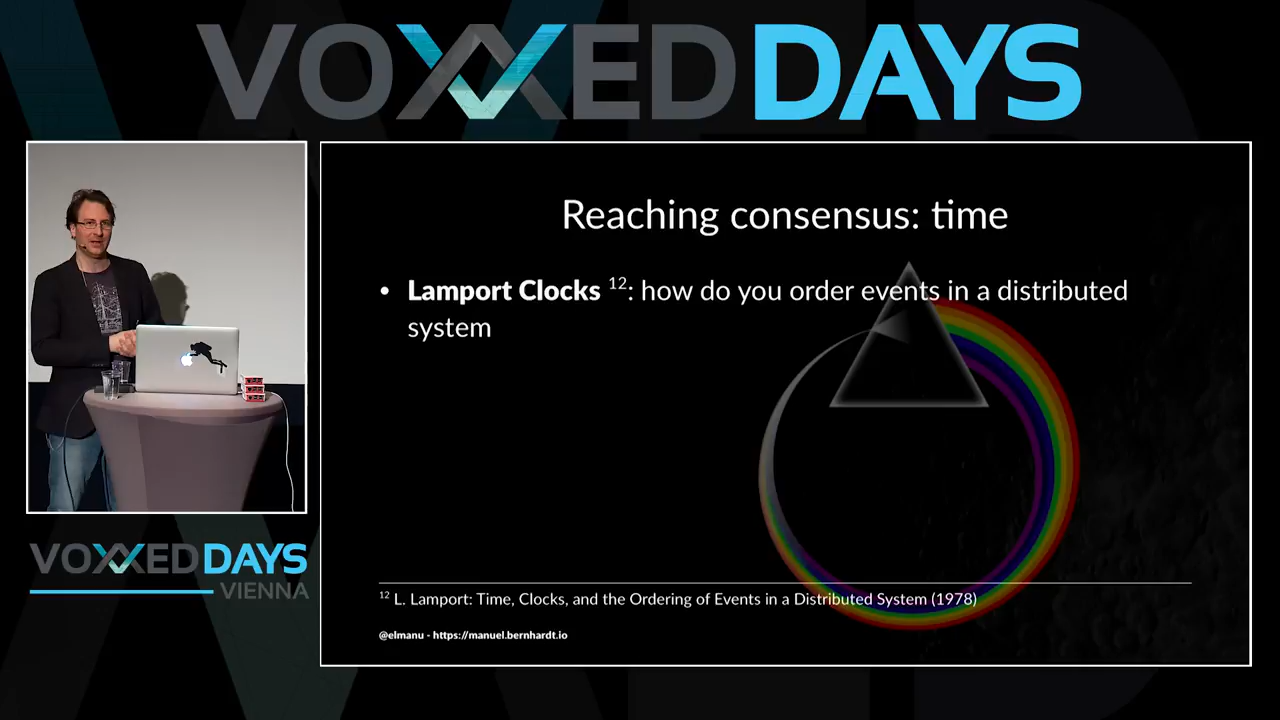 VOXXED DAYS
Reaching consensus: time
• Lamport Clocks 12: how do you order events in a distributed
system
12 L. Lamport: Time, Clocks, and the Ordering of Events in a Distributed System (1978)
@elmanu - https://manuel.bernhardt.io
VOXXED DAYS
VIENNA